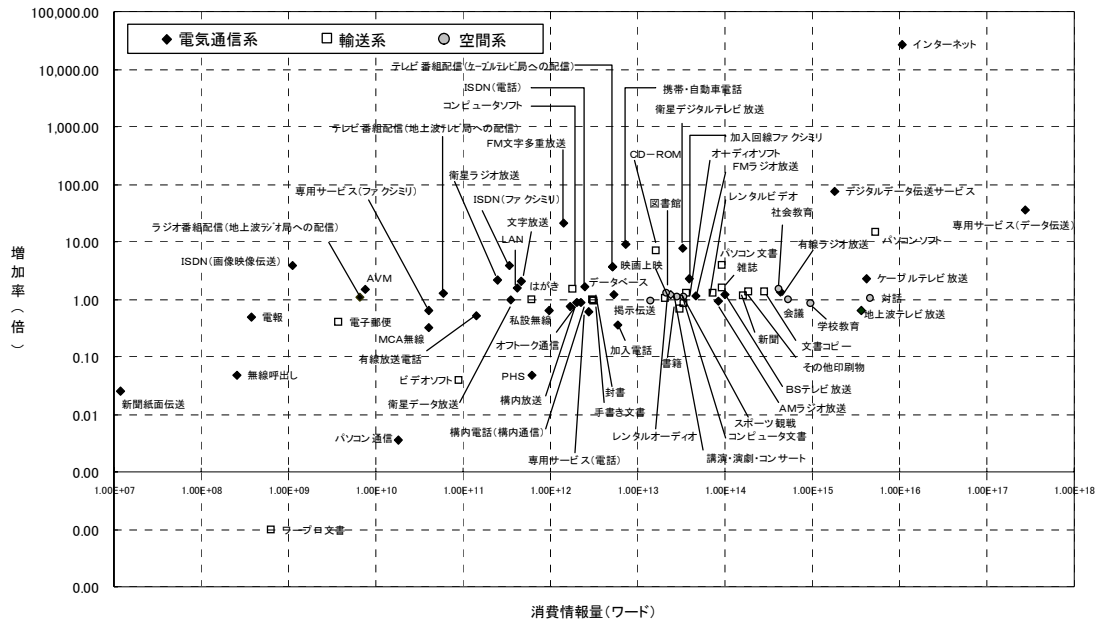 100,000.00
10,000.00
1,000.00
100.00
10.00
1.00
0.10
0.01
0.00
0.00
0.00
増加率（倍）
電気通信系
輸送系
空間系
インターネット
テレビ番組配信(ケーブルテレビ局への配信)
ISDN(電話)
コンピュータソフト
テレビ番組配信(地上波テレビ局への配信)
FM文字多重放送
携帯・自動車電話
衛星デジタルテレビ放送
加入回線ファクシミリ
オーディオソフト
FMラジオ放送
CD－ROM
衛星ラジオ放送
専用サービス(ファクシミリ)
ISDN(ファクシミリ)
図書館
レンタルビデオ
デジタルデータ伝送サービス
社会教育
ラジオ番組配信(地上波ラジオ局への配信)
文字放送
専用サービス(データ伝送)
LAN
有線ラジオ放送
パソコンソフト
ISDN(画像映像伝送)
映画上映
パソコン文書
雑誌
AVM
はがき
データベース
ケーブルテレビ放送
対話
電報
電子郵便
MCA無線
私設無線
掲示伝送
会議
学校教育
地上波テレビ放送
新聞
文書コピー
オフトーク通信
加入電話
有線放送電話
書籍
その他印刷物
無線呼出し
ビデオソフト
PHS
封書
BSテレビ放送
新聞紙面伝送
衛星データ放送
構内放送
手書き文書
AMラジオ放送
スポーツ観戦
パソコン通信
構内電話(構内通信)
レンタルオーディオ
コンピュータ文書
専用サービス(電話)
講演・演劇・コンサート
1.00E+07
1.00E+08
1.00E+09
1.00E+10
1.00E+11
1.00E+12
1.00E+13
1.00E+14
1.00E+15
1.00E+16
1.00E+17
1.00E+18
ワープロ文書
消費情報量(ワード)